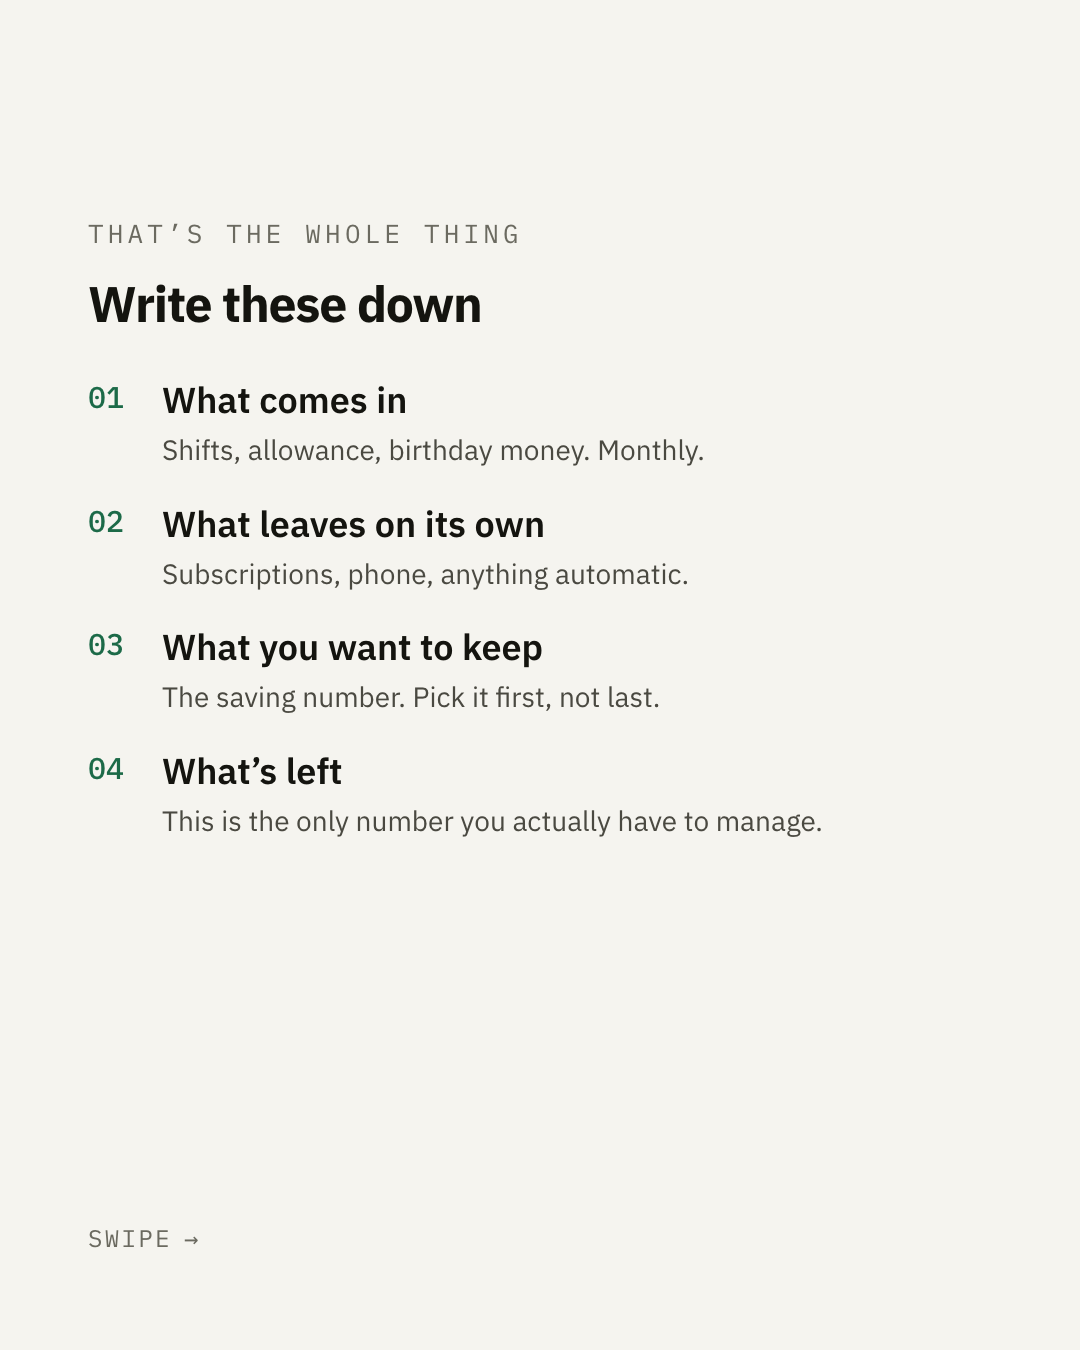 THAT’S THE WHOLE THING
Write these down
01 What comes in
Shifts, allowance, birthday money. Monthly.
02 What leaves on its own
Subscriptions, phone, anything automatic.
03 What you want to keep
The saving number. Pick it first, not last.
04 What’s left
This is the only number you actually have to manage.
SWIPE →